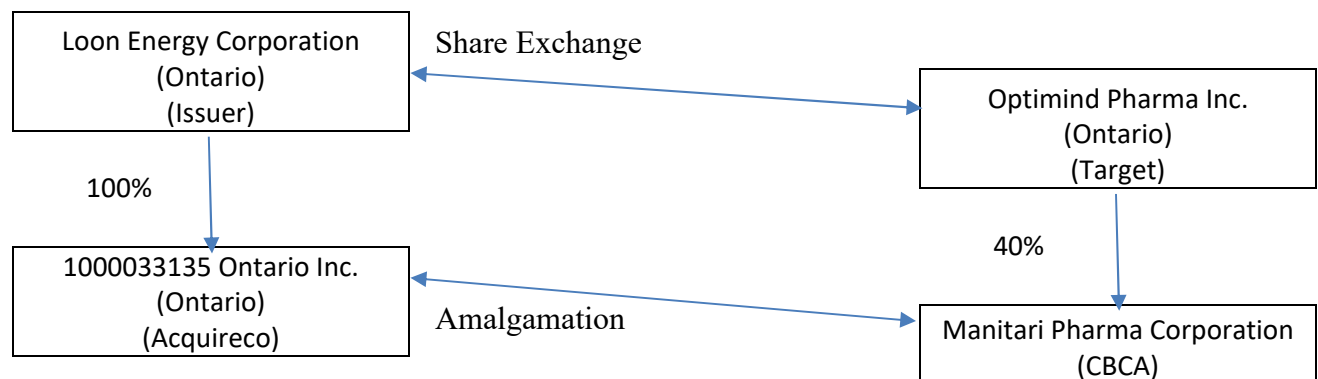 Loon Energy Corporation
(Ontario)
(Issuer)
Share Exchange
Optimind Pharma Inc.
(Ontario)
(Target)
100%
40%
1000033135 Ontario Inc.
(Ontario)
(Acquireco)
Amalgamation
Manitari Pharma Corporation
(CBCA)